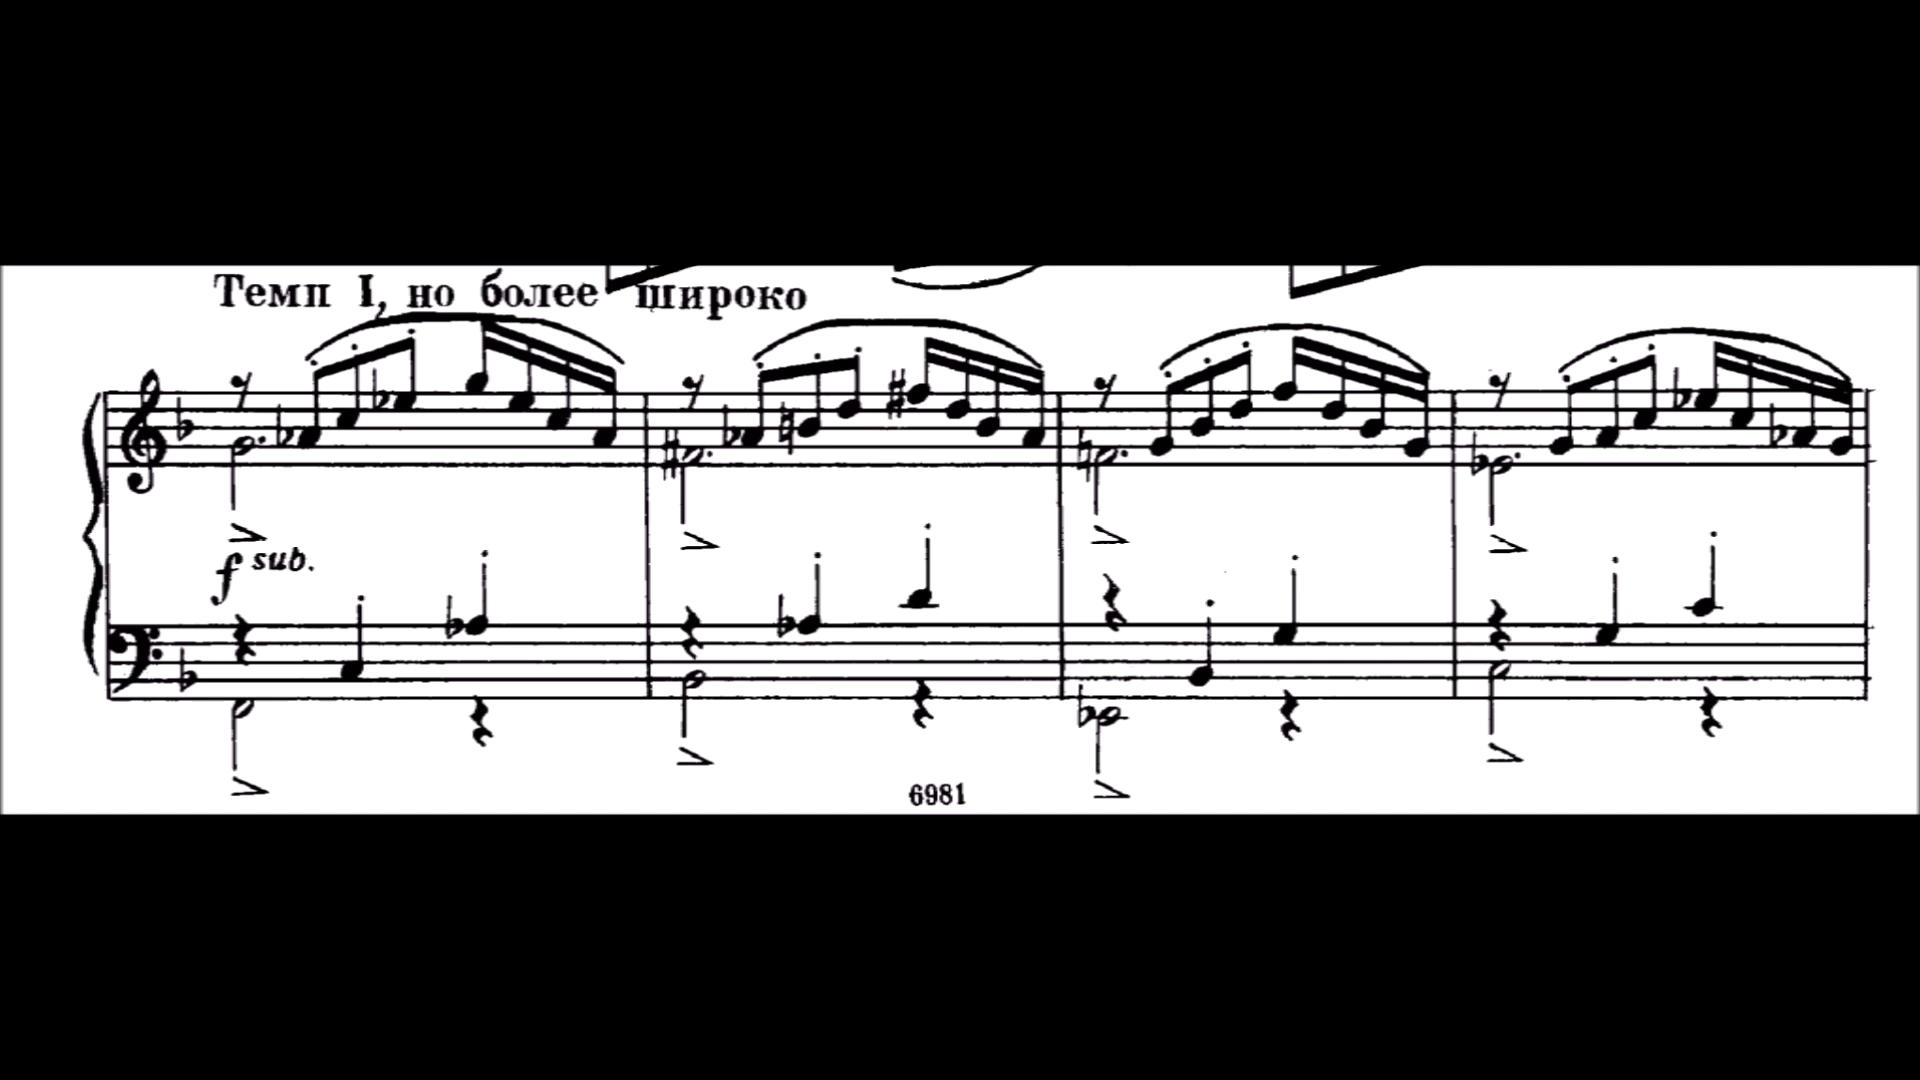 Темп I, но более широко
f sub.
6981